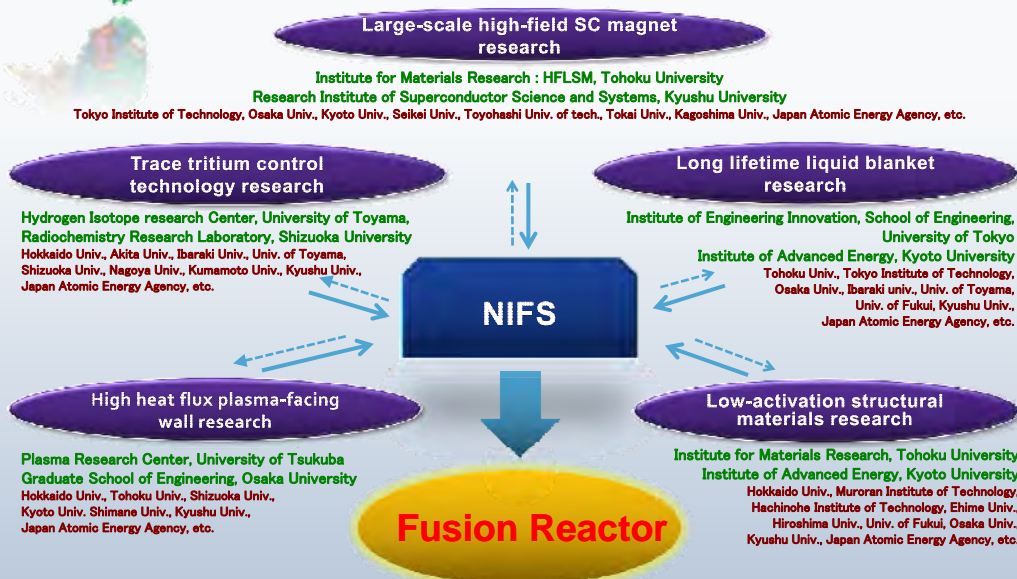 Large-scale high-field SC magnet
research
Institute for Materials Research : HFLSM, Tohoku University
Research Institute of Superconductor Science and Systems, Kyushu University
Tokyo Institute of Technology, Osaka Univ., Kyoto Univ., Seikei Univ., Toyohashi Univ. of tech., Tokai Univ., Kagoshima Univ., Japan Atomic Energy Agency, etc.
Trace tritium control
technology research
Hydrogen Isotope research Center, University of Toyama,
Radiochemistry Research Laboratory, Shizuoka University
Hokkaido Univ., Akita Univ., Ibaraki Univ., Univ. of Toyama,
Shizuoka Univ., Nagoya Univ., Kumamoto Univ., Kyushu Univ.,
Japan Atomic Energy Agency, etc.
Long lifetime liquid blanket
research
Institute of Engineering Innovation, School of Engineering,
University of Tokyo
Institute of Advanced Energy, Kyoto University
Tohoku Univ., Tokyo Institute of Technology,
Osaka Univ., Ibaraki univ., Univ. of Toyama,
Univ. of Fukui, Kyushu Univ.,
Japan Atomic Energy Agency, etc.
NIFS
High heat flux plasma-facing
wall research
Plasma Research Center, University of Tsukuba
Graduate School of Engineering, Osaka University
Hokkaido Univ., Tohoku Univ., Shizuoka Univ.,
Kyoto Univ. Shimane Univ., Kyushu Univ.,
Japan Atomic Energy Agency, etc.
Low-activation structural
materials research
Institute for Materials Research, Tohoku University
Institute of Advanced Energy, Kyoto University
Hokkaido Univ., Muroran Institute of Technology,
Hachinohe Institute of Technology, Ehime Univ.,
Hiroshima Univ., Univ. of Fukui, Osaka Univ.,
Kyushu Univ., Japan Atomic Energy Agency, etc.
Fusion Reactor